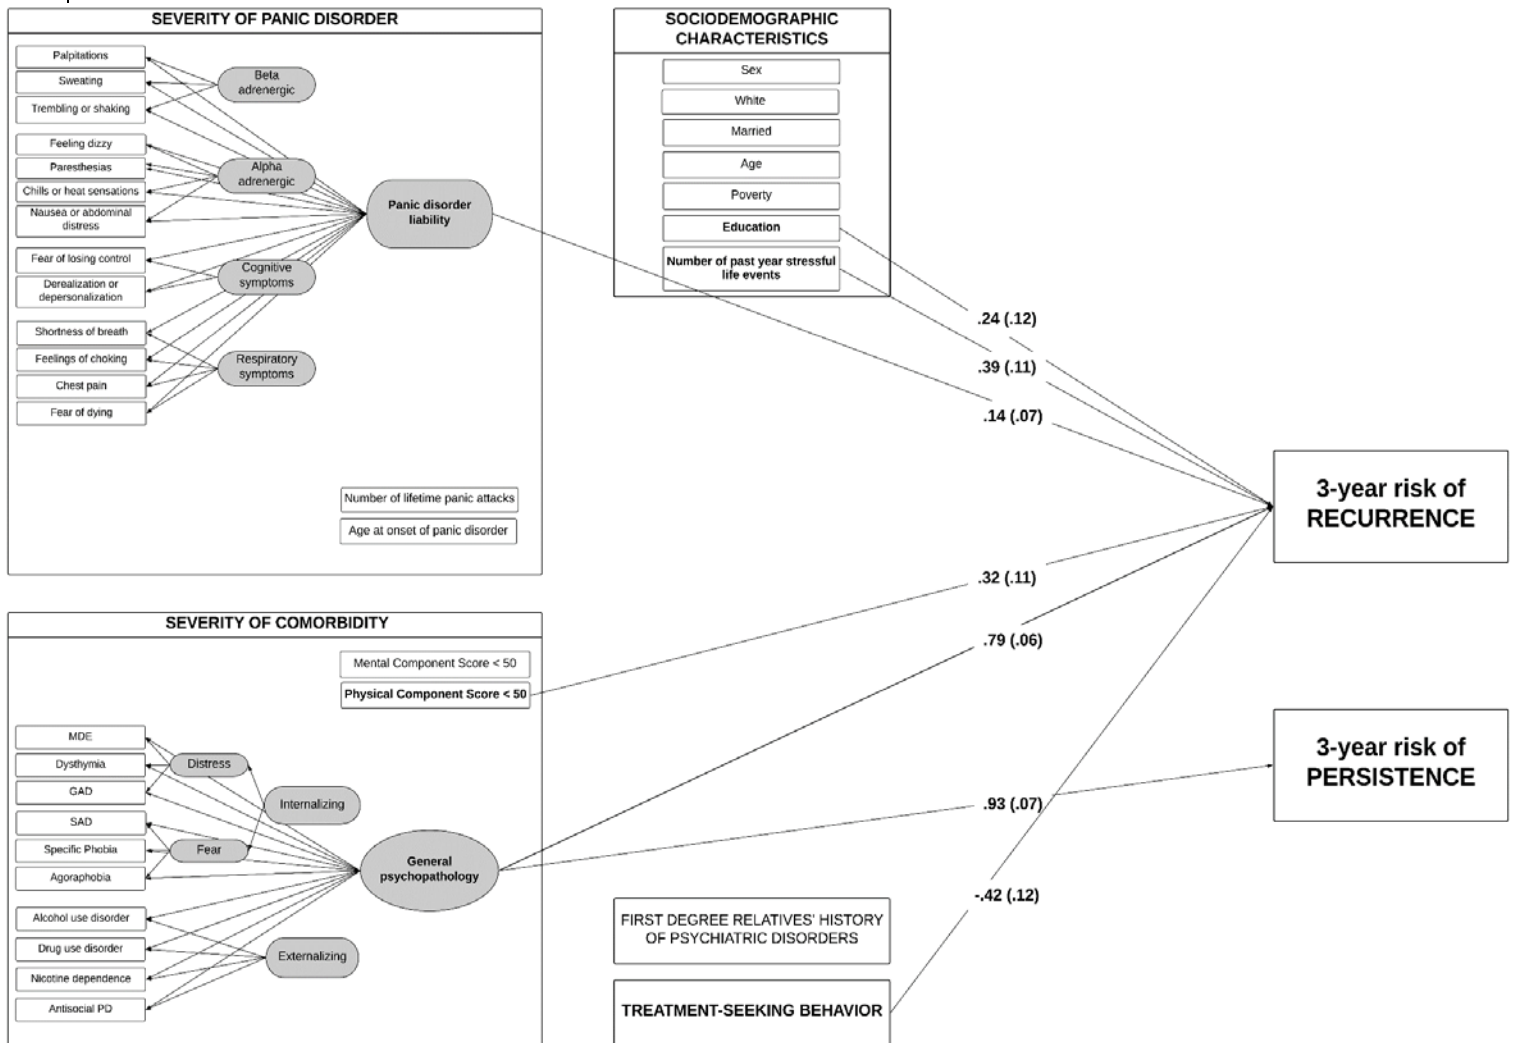 SEVERITY OF PANIC DISORDER
Palpitations
Sweating
Trembling or shaking
Feeling dizzy
Paresthesias
Chills or heat sensations
Nausea or abdominal
distress
Fear of losing control
Derealization or
depersonalization
Shortness of breath
Feelings of choking
Chest pain
Fear of dying
Beta
adrenergic
Alpha
adrenergic
Cognitive
symptoms
Respiratory
symptoms
Panic disorder
liability
Number of lifetime panic attacks
Age at onset of panic disorder
SOCIODEMOGRAPHIC
CHARACTERISTICS
Sex
White
Married
Age
Poverty
Education
Number of past year stressful
life events
.24 (.12)
.39 (.11)
.14 (.07)
.32 (.11)
.79 (.06)
.93 (.07)
-.42 (.12)
3-year risk of
RECURRENCE
3-year risk of
PERSISTENCE
SEVERITY OF COMORBIDITY
Mental Component Score < 50
Physical Component Score < 50
MDE
Dysthymia
GAD
SAD
Specific Phobia
Agoraphobia
Alcohol use disorder
Drug use disorder
Nicotine dependence
Antisocial PD
Distress
Fear
Internalizing
Externalizing
General
psychopathology
FIRST DEGREE RELATIVES' HISTORY
OF PSYCHIATRIC DISORDERS
TREATMENT-SEEKING BEHAVIOR